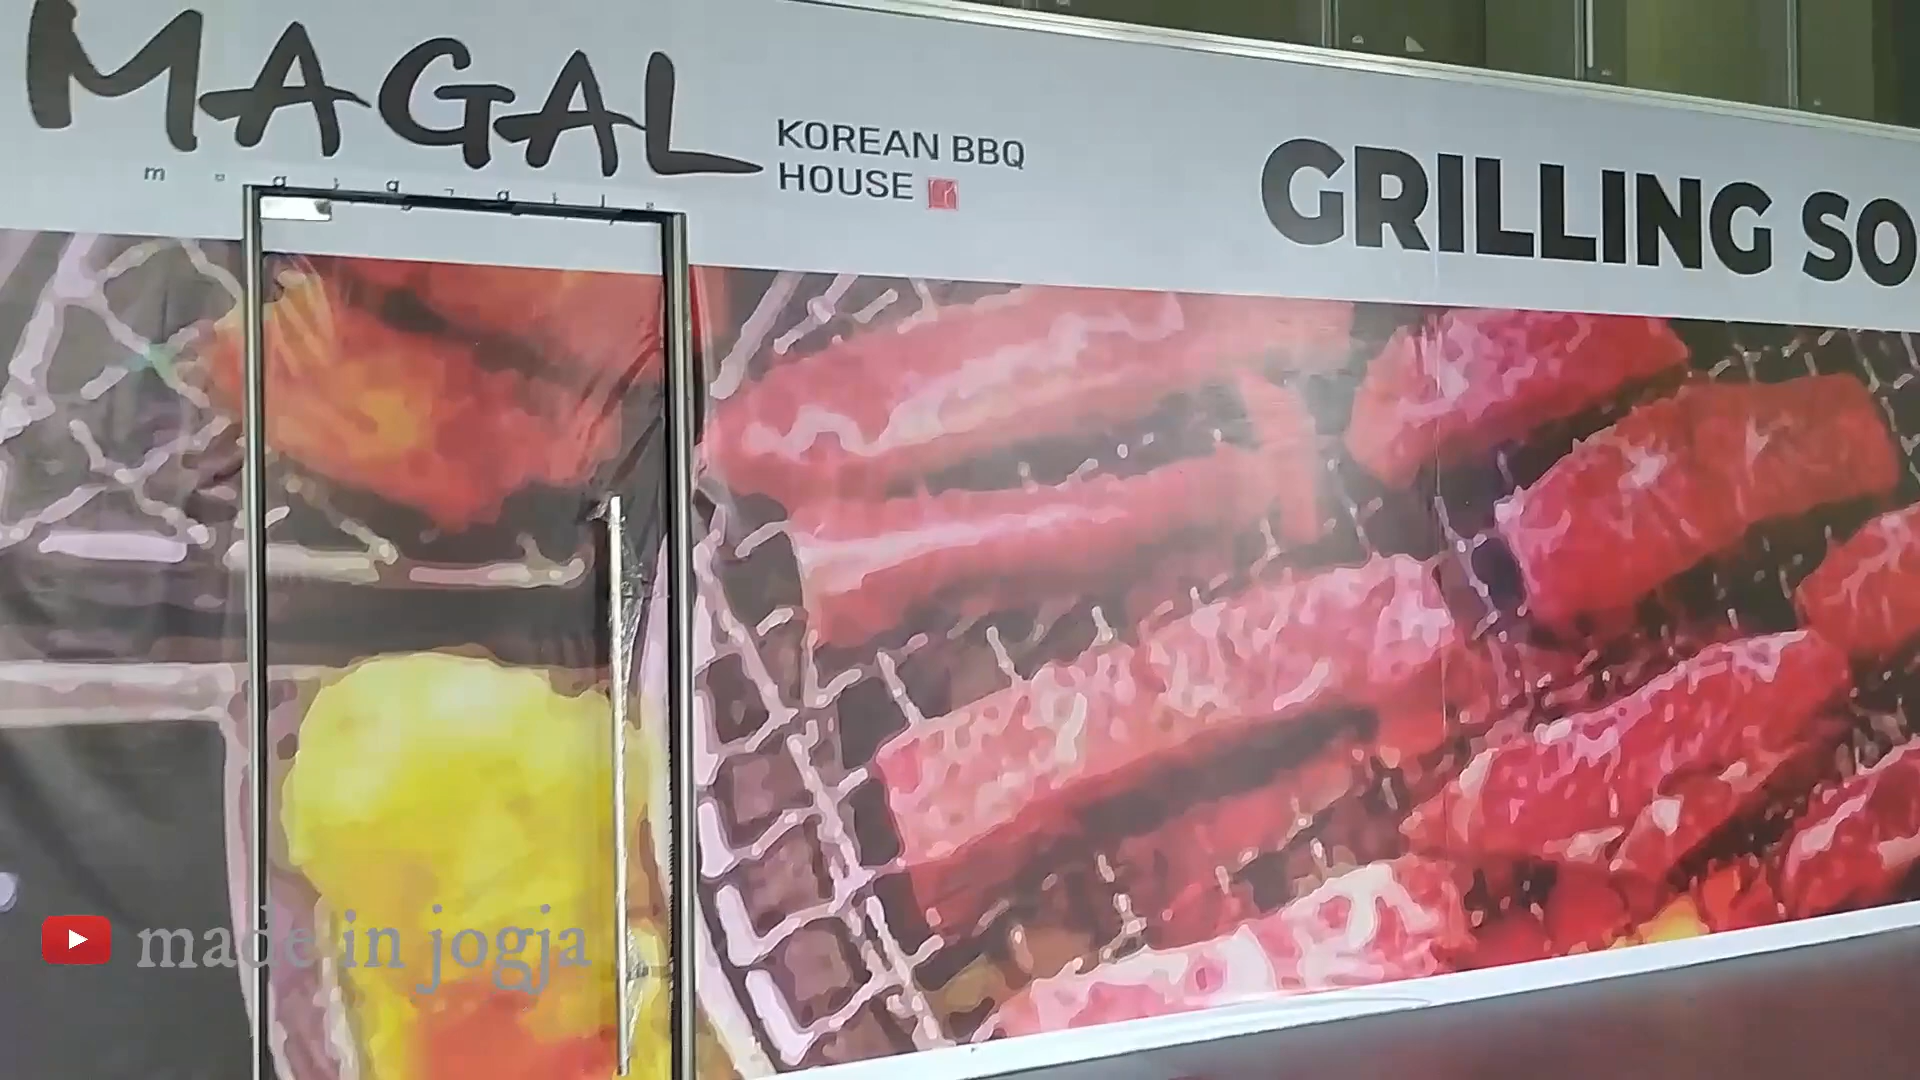 MAGAL
KOREAN BBQ
HOUSE
GRILLING SO
made in jogja